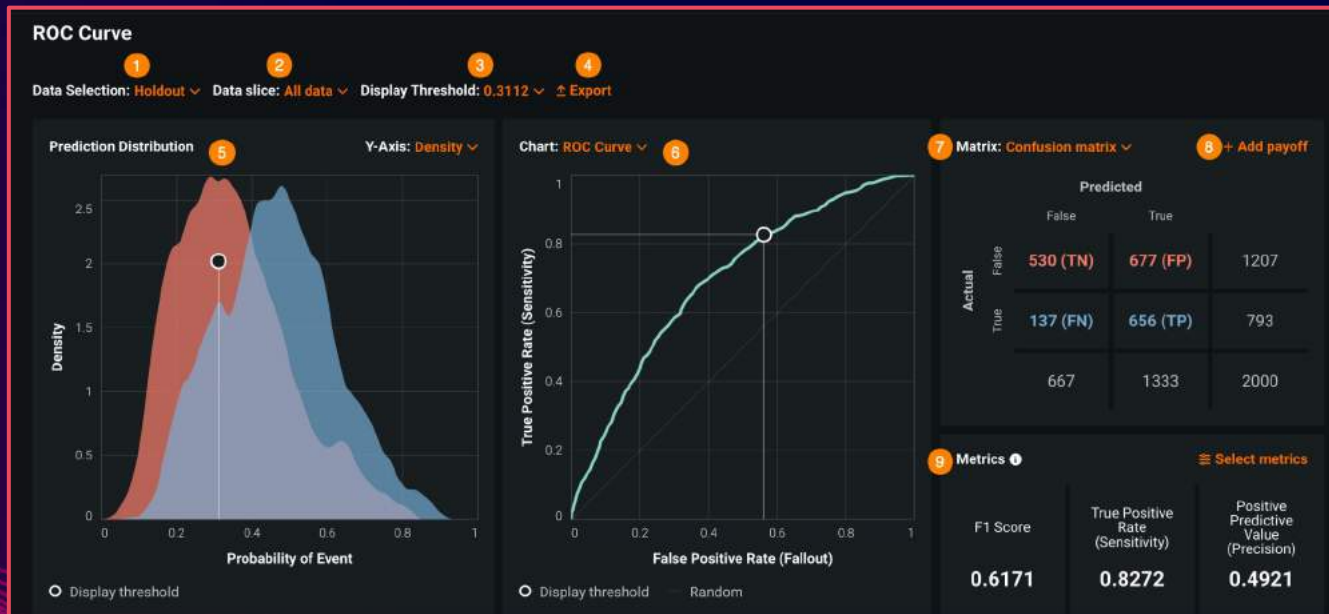 ROC Curve
1 2 3 4
Data Selection: Holdout Data slice: All data Display Threshold: 0.3112 Export
Prediction Distribution 5 Y-Axis: Density
Density
2.5
2
1.5
1
0.5
0
0 0.2 0.4 0.6 0.8 1
Probability of Event
Display threshold
Chart: ROC Curve 6
True Positive Rate (Sensitivity)
1
0.8
0.6
0.4
0.2
0
0 0.2 0.4 0.6 0.8 1
False Positive Rate (Fallout)
Display threshold Random
7 Matrix: Confusion matrix 8 + Add payoff
Predicted
False True
Actual
False 530 (TN) 677 (FP) 1207
True 137 (FN) 656 (TP) 793
667 1333 2000
9 Metrics Select metrics
F1 Score
0.6171
True Positive
Rate
(Sensitivity)
0.8272
Positive
Predictive
Value
(Precision)
0.4921